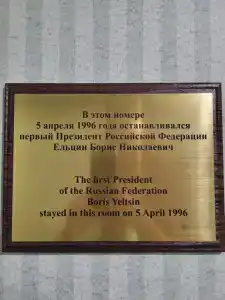 В этом номере
5 апреля 1996 года останавливался
первый Президент Российской Федерации
Ельцин Борис Николаевич
The first President
of the Russian Federation
Boris Yeltsin
stayed in this room on 5 April 1996